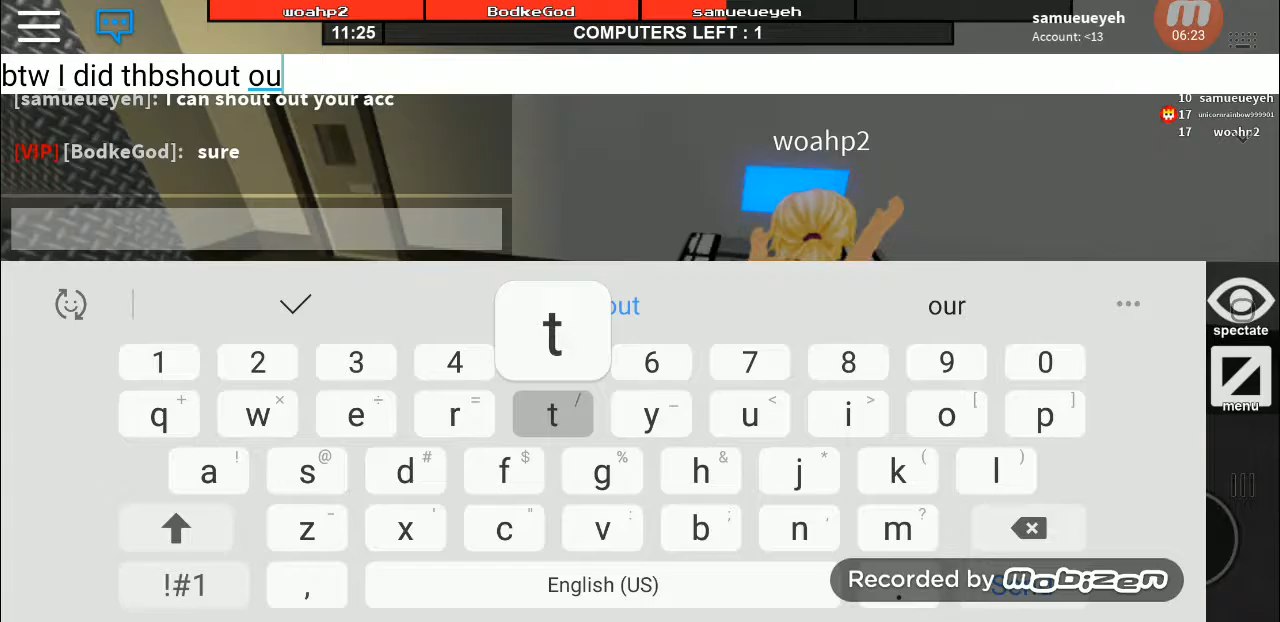 woahp2 BodkeGod samueueyeh
11:25 COMPUTERS LEFT : 1
samueueyeh
Account: <13
06:23
btw I did thbshout ou
[samueueyeh]: I can shout out your acc
[VIP][BodkeGod]: sure
10 samueueyeh
17 unicornrainbow999901
17 woahp2
woahp2
out our
t
1 2 3 4 6 7 8 9 0
q + w × e ÷ r = t / y _ u < i > o [ p ]
a ! s @ d # f $ g % h & j * k ( l )
z - x ' c " v : b ; n , m ?
!#1 , English (US) .
spectate
menu
Recorded by mobizen